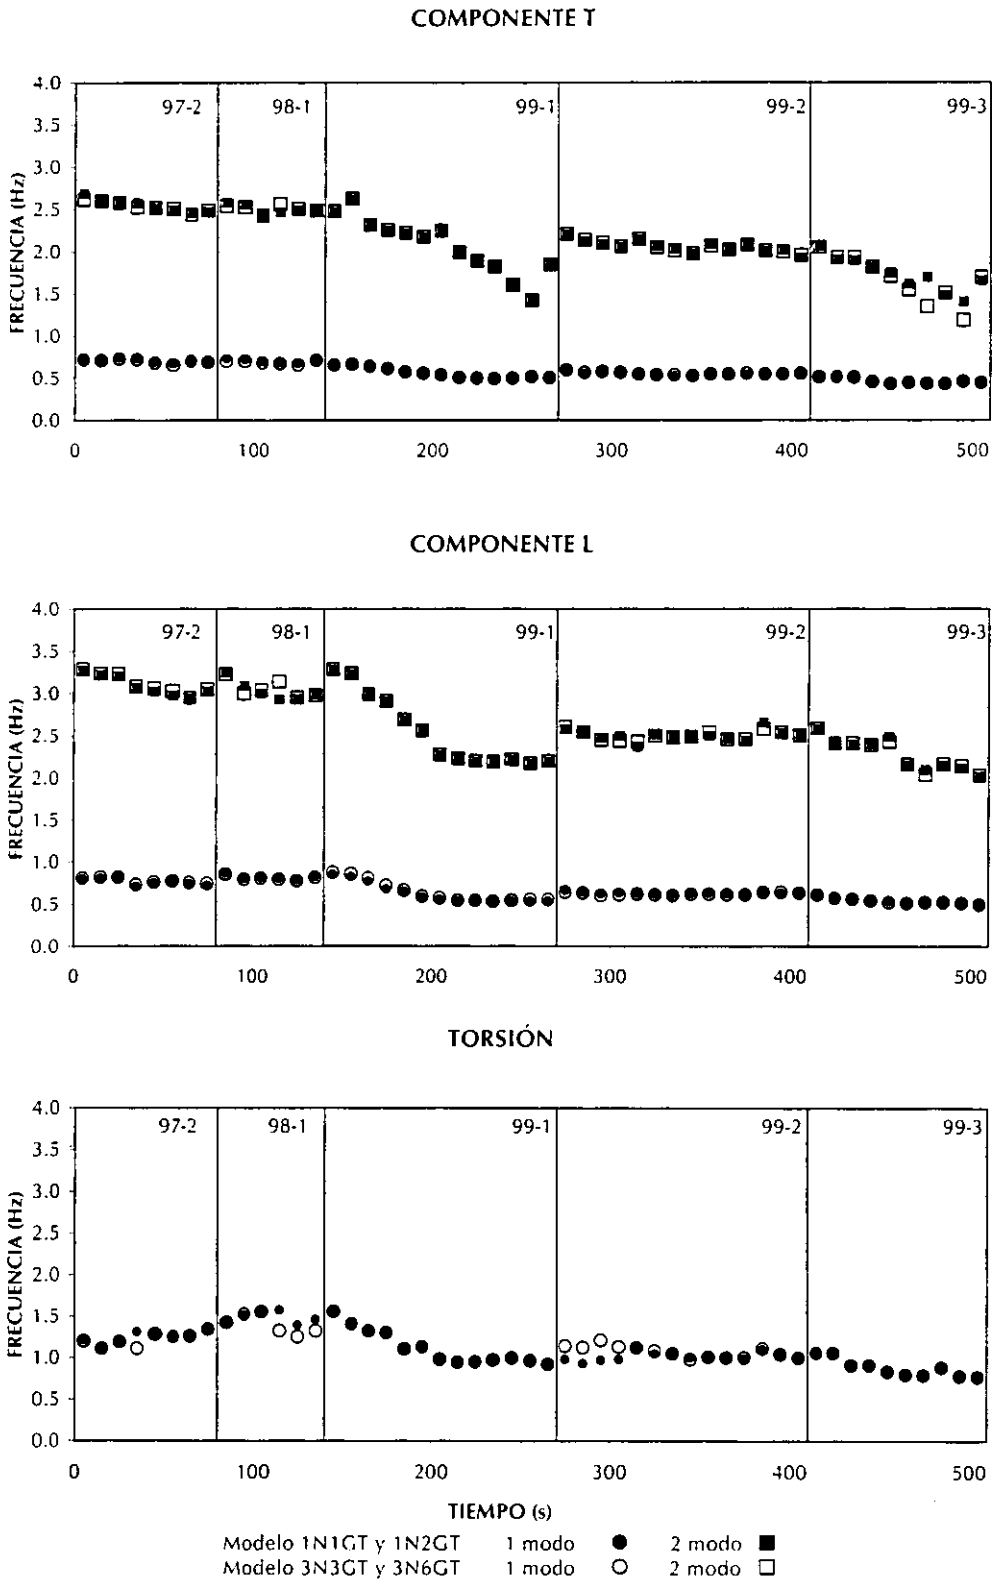 COMPONENTE T
4.0
97-2 98-1 99-1 99-2 99-3
3.5
3.0
2.5
2.0
1.5
1.0
0.5
0.0
FRECUENCIA (Hz)
0 100 200 300 400 500
COMPONENTE L
4.0
97-2 98-1 99-1 99-2 99-3
3.5
3.0
2.5
2.0
1.5
1.0
0.5
0.0
FRECUENCIA (Hz)
0 100 200 300 400 500
TORSIÓN
4.0
97-2 98-1 99-1 99-2 99-3
3.5
3.0
2.5
2.0
1.5
1.0
0.5
0.0
FRECUENCIA (Hz)
0 100 200 300 400 500
TIEMPO (s)
Modelo 1N1GT y 1N2GT 1 modo 2 modo
Modelo 3N3GT y 3N6GT 1 modo 2 modo